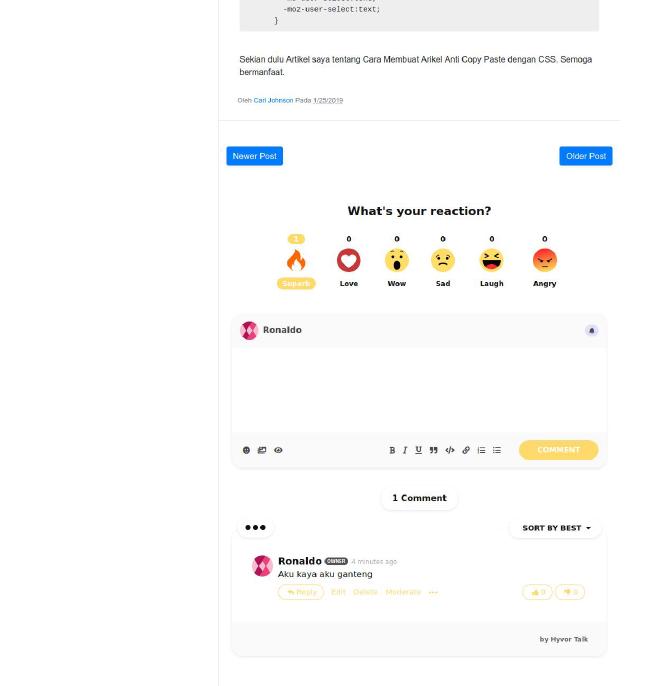 -moz-user-select:text;
}
Sekian dulu Artikel saya tentang Cara Membuat Arikel Anti Copy Paste dengan CSS. Semoga
bermanfaat.
Oleh Carl Johnson Pada 1/25/2019
Newer Post
Older Post
What's your reaction?
1 0 0 0 0 0
Superb Love Wow Sad Laugh Angry
Ronaldo
B I U
COMMENT
1 Comment
••• SORT BY BEST
Ronaldo OWNER 4 minutes ago
Aku kaya aku ganteng
Reply Edit Delete Moderate ••• 0 0
by Hyvor Talk